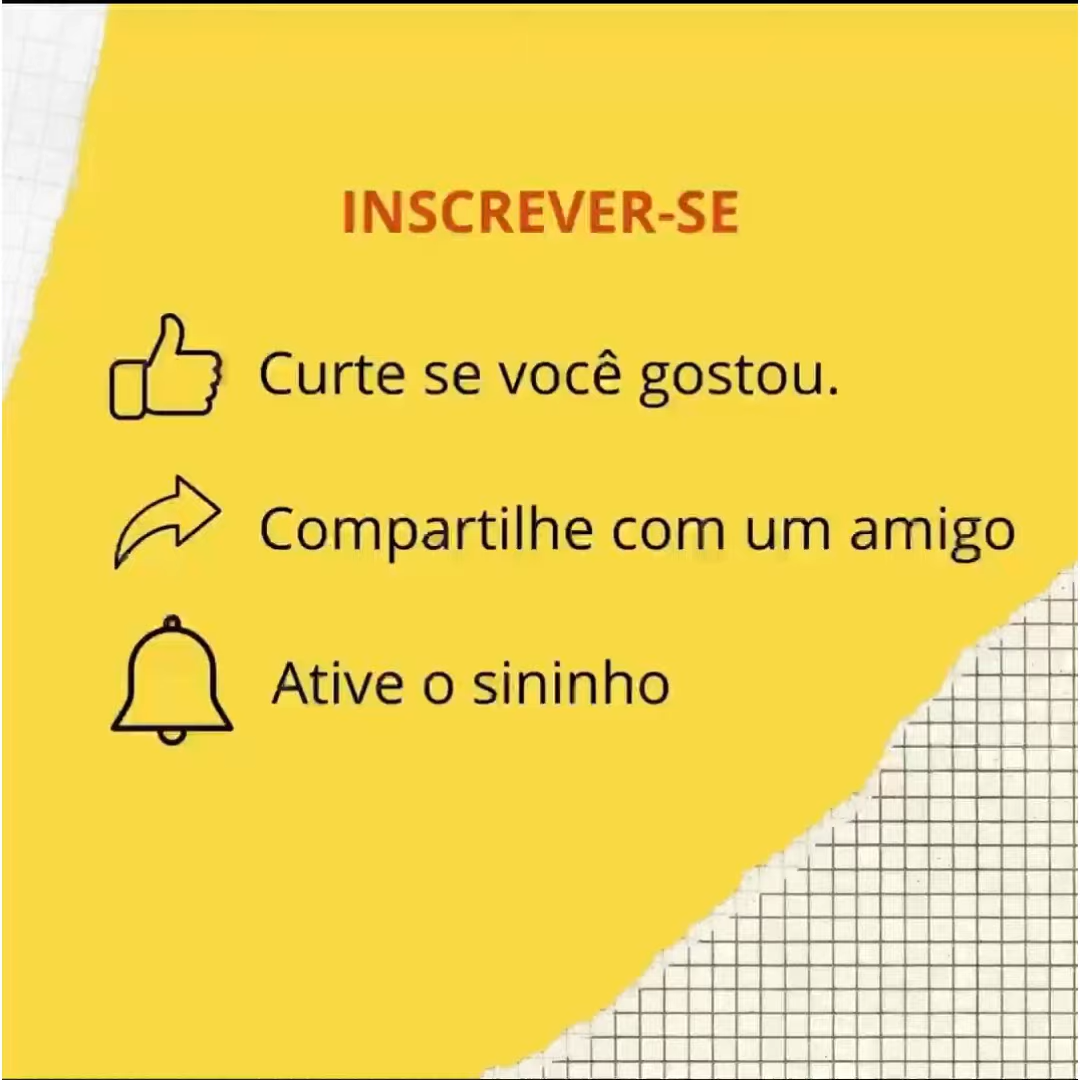 INSCREVER-SE
Curte se você gostou.
Compartilhe com um amigo
Ative o sininho